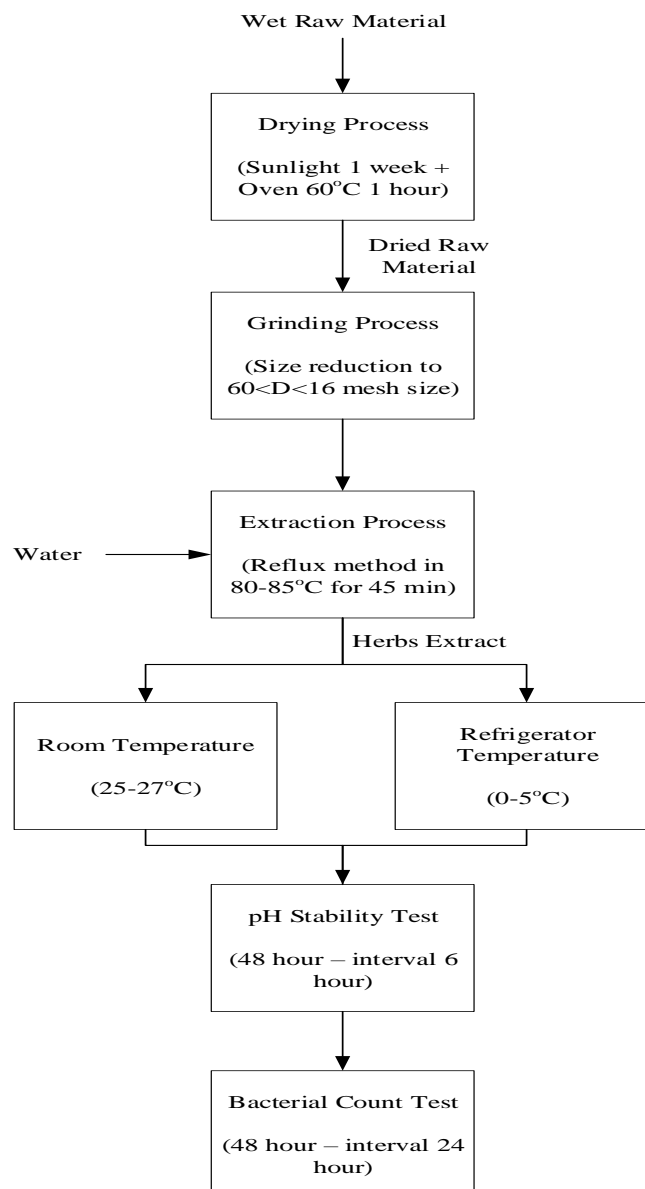 Wet Raw Material
Drying Process
(Sunlight 1 week +
Oven 60°C 1 hour)
Dried Raw
Material
Grinding Process
(Size reduction to
60<D<16 mesh size)
Extraction Process
(Reflux method in
80-85°C for 45 min)
Water
Herbs Extract
Room Temperature
(25-27°C)
Refrigerator
Temperature
(0-5°C)
pH Stability Test
(48 hour – interval 6
hour)
Bacterial Count Test
(48 hour – interval 24
hour)